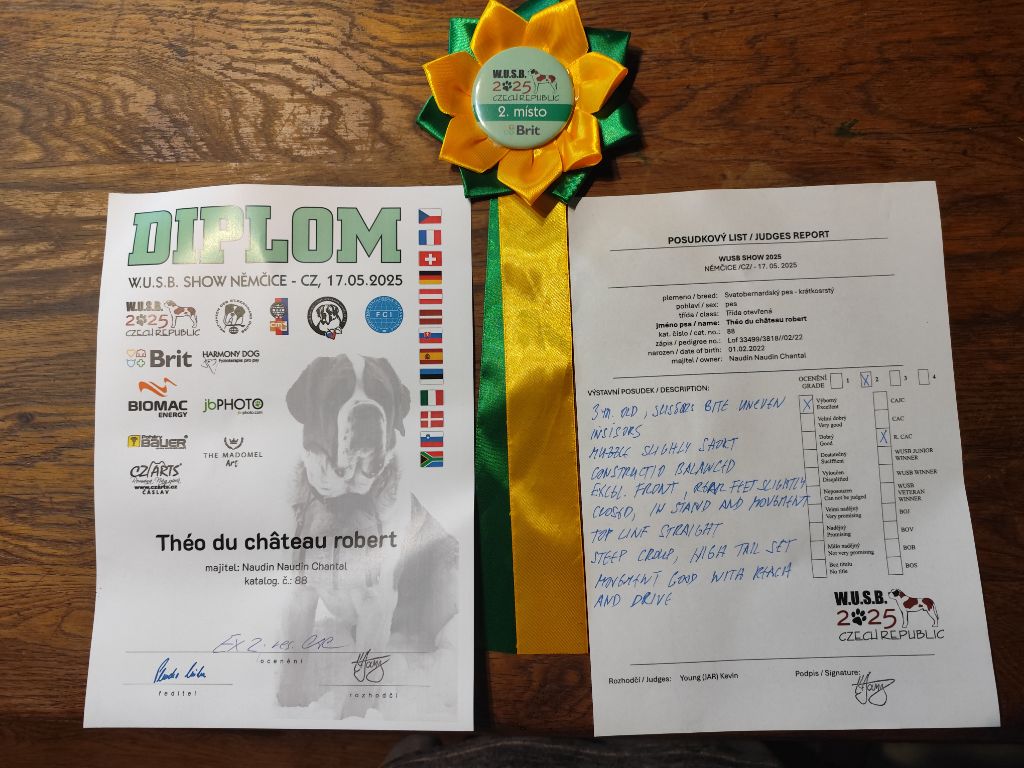 W.U.S.B.
2025
CZECH REPUBLIC
2. místo
Brit
DIPLOM
W.U.S.B. SHOW NĚMČICE - CZ, 17.05.2025
W.U.S.B.
2025
CZECH REPUBLIC
FCI
Brit
HARMONY DOG
BIOMAC
ENERGY
jbPHOTO
BAUER
THE MADOMEL
Art
CZ/ARTS
www.czarts.cz
ČÁSLAV
Théo du château robert
majitel: Naudin Naudin Chantal
katalog. č.: 88
EX 2. res. CAC
ocenění
ředitel
rozhodčí
POSUDKOVÝ LIST / JUDGES REPORT
WUSB SHOW 2025
NĚMČICE /CZ/ - 17. 05. 2025
plemeno / breed: Svatobernardský pes - krátkosrstý
pohlaví / sex: pes
třída / class: Třída otevřená
jméno psa / name: Théo du château robert
kat. číslo / cat. no.: 88
zápis / pedigree no.: Lof 33499/3818//02/22
narozen / date of birth: 01.02.2022
majitel / owner: Naudin Naudin Chantal
VÝSTAVNÍ POSUDEK / DESCRIPTION:
3 OLD, SCISSORS BITE UNEVEN
INSISORS
MUZZLE SLIGHLY SHORT
CONSTRUCTIO BALANCED
EXCEL. FRONT, REAR FEET SLIGHTLY
CLOSED, IN STAND AND MOVEMENT
TOP LINE STRAIGHT
STEEP CROUP, HIGH TAIL SET
MOVEMENT GOOD WITH REACH
AND DRIVE
OCENĚNÍ
GRADE 1 X 2 3 4
X Výborný
Excellent
Velmi dobrý
Very good
Dobrý
Good
Dostatečný
Sufficient
Vyloučen
Disqalified
Neposouzen
Can not be judged
Velmi nadějný
Very promising
Nadějný
Promising
Málo nadějný
Not very promising
Bez titulu
No title
CAJC
CAC
X R. CAC
WUSB JUNIOR
WINNER
WUSB WINNER
WUSB
VETERAN
WINNER
BOJ
BOV
BOB
BOS
W.U.S.B.
2025
CZECH REPUBLIC
Rozhodčí / Judges: Young (JAR) Kevin
Podpis / Signature: